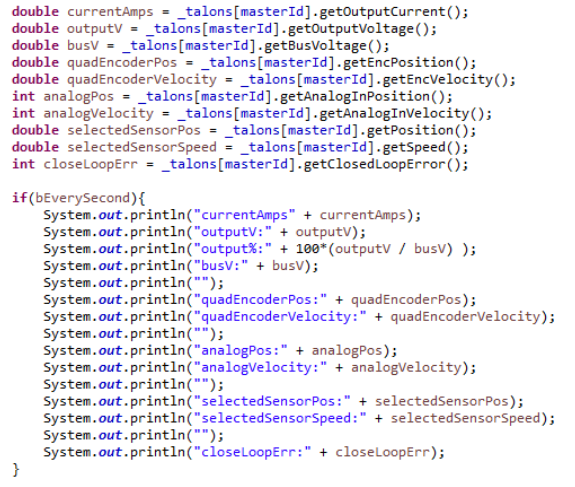 double currentAmps = _talons[masterId].getOutputCurrent();
double outputV = _talons[masterId].getOutputVoltage();
double busV = _talons[masterId].getBusVoltage();
double quadEncoderPos = _talons[masterId].getEncPosition();
double quadEncoderVelocity = _talons[masterId].getEncVelocity();
int analogPos = _talons[masterId].getAnalogInPosition();
int analogVelocity = _talons[masterId].getAnalogInVelocity();
double selectedSensorPos = _talons[masterId].getPosition();
double selectedSensorSpeed = _talons[masterId].getSpeed();
int closeLoopErr = _talons[masterId].getClosedLoopError();

if(bEverySecond){
    System.out.println("currentAmps" + currentAmps);
    System.out.println("outputV:" + outputV);
    System.out.println("output%:" + 100*(outputV / busV) );
    System.out.println("busV:" + busV);
    System.out.println("");
    System.out.println("quadEncoderPos:" + quadEncoderPos);
    System.out.println("quadEncoderVelocity:" + quadEncoderVelocity);
    System.out.println("");
    System.out.println("analogPos:" + analogPos);
    System.out.println("analogVelocity:" + analogVelocity);
    System.out.println("");
    System.out.println("selectedSensorPos:" + selectedSensorPos);
    System.out.println("selectedSensorSpeed:" + selectedSensorSpeed);
    System.out.println("");
    System.out.println("closeLoopErr:" + closeLoopErr);
}